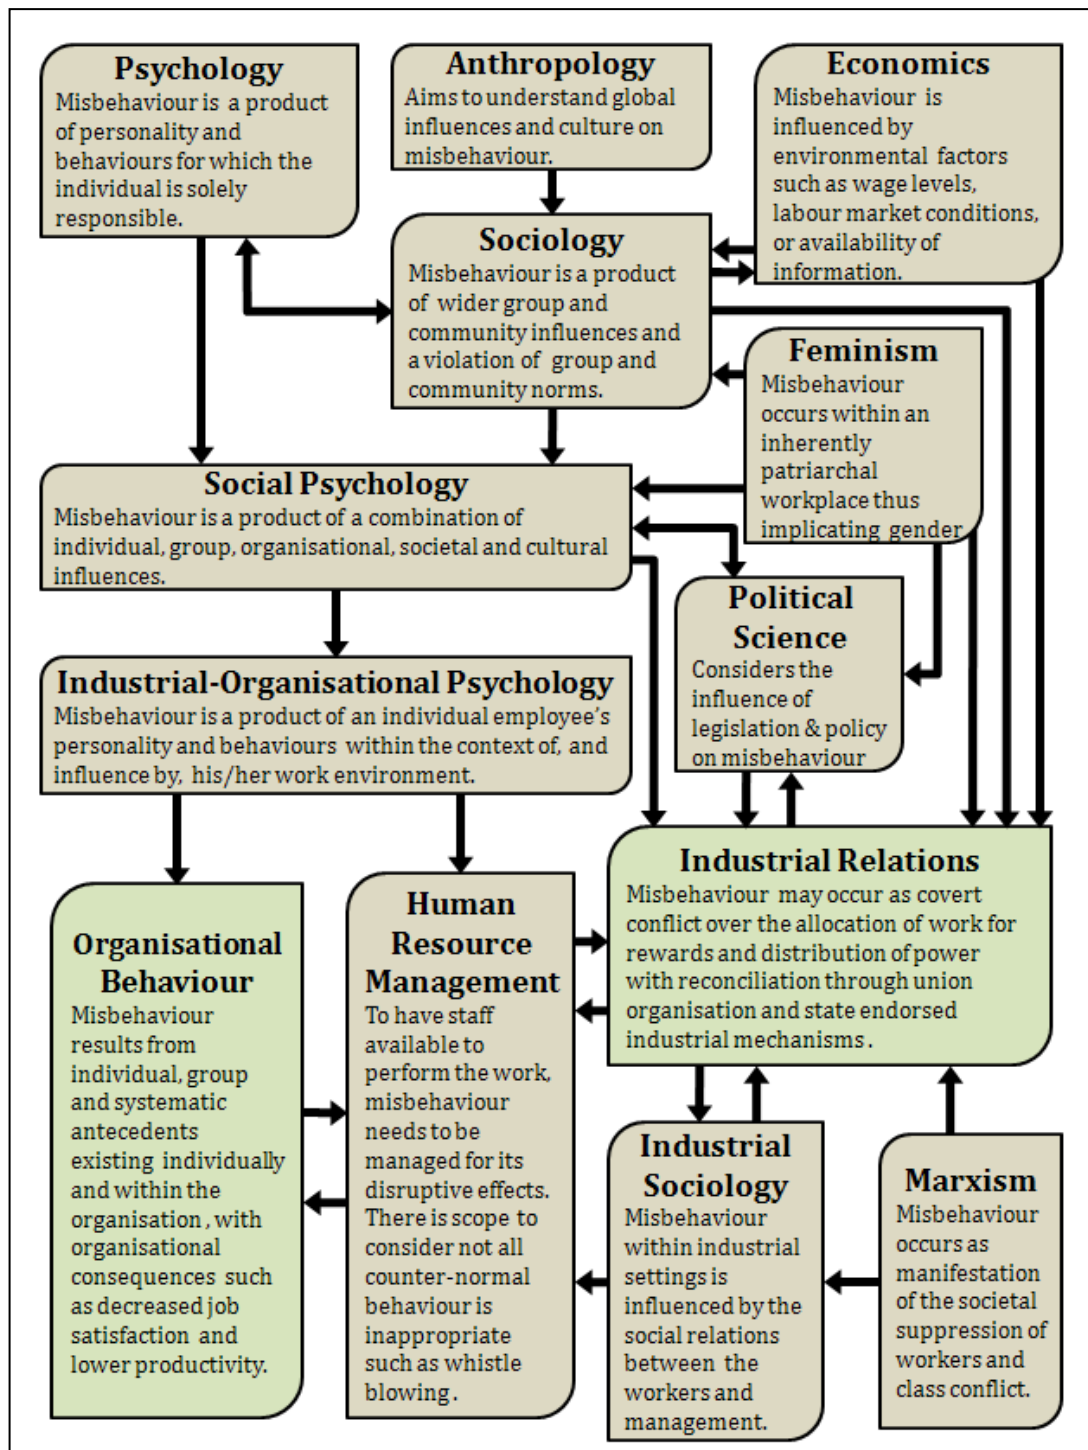 Psychology
Misbehaviour is a product
of personality and
behaviours for which the
individual is solely
responsible.
Anthropology
Aims to understand global
influences and culture on
misbehaviour.
Economics
Misbehaviour is
influenced by
environmental factors
such as wage levels,
labour market conditions,
or availability of
information.
Sociology
Misbehaviour is a product
of wider group and
community influences and
a violation of group and
community norms.
Feminism
Misbehaviour
occurs within an
inherently
patriarchal
workplace thus
implicating gender
Social Psychology
Misbehaviour is a product of a combination of
individual, group, organisational, societal and cultural
influences.
Political
Science
Considers the
influence of
legislation & policy
on misbehaviour
Industrial-Organisational Psychology
Misbehaviour is a product of an individual employee's
personality and behaviours within the context of, and
influence by, his/her work environment.
Industrial Relations
Misbehaviour may occur as covert
conflict over the allocation of work for
rewards and distribution of power
with reconciliation through union
organisation and state endorsed
industrial mechanisms .
Organisational
Behaviour
Misbehaviour
results from
individual, group
and systematic
antecedents
existing individually
and within the
organisation , with
organisational
consequences such
as decreased job
satisfaction and
lower productivity.
Human
Resource
Management
To have staff
available to
perform the work,
misbehaviour
needs to be
managed for its
disruptive effects.
There is scope to
consider not all
counter-normal
behaviour is
inappropriate
such as whistle
blowing .
Industrial
Sociology
Misbehaviour
within industrial
settings is
influenced by the
social relations
between the
workers and
management.
Marxism
Misbehaviour
occurs as
manifestation
of the societal
suppression of
workers and
class conflict.